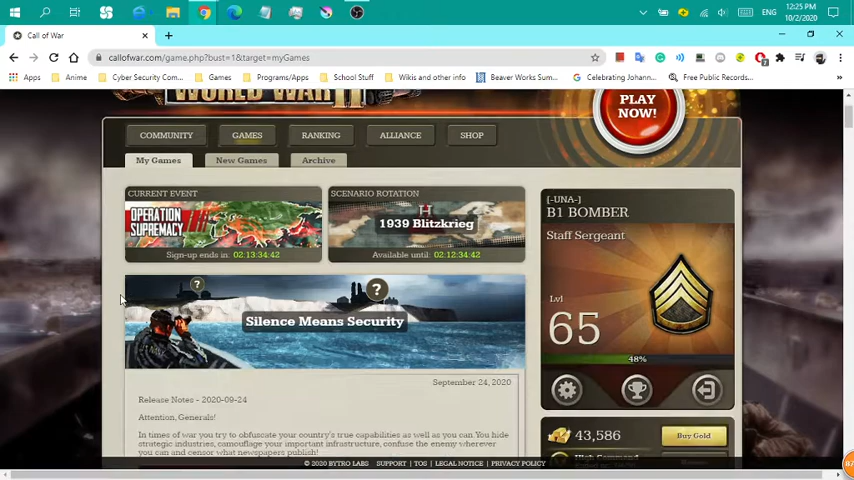 12:25 PM
ENG
10/2/2020
Call of War
callofwar.com/game.php?bust=1&target=myGames
Apps
Anime
Cyber Security Com...
Games
Programs/Apps
School Stuff
Wikis and other info
Beaver Works Sum...
Celebrating Johann...
Free Public Records...
WORLD WAR II
PLAY
NOW!
COMMUNITY
GAMES
RANKING
ALLIANCE
SHOP
My Games
New Games
Archive
CURRENT EVENT
OPERATION
SUPREMACY
Sign-up ends in: 02:13:34:42
SCENARIO ROTATION
1939 Blitzkrieg
Available until: 02:12:34:42
[-UNA-]
B1 BOMBER
Staff Sergeant
Lvl
65
48%
? ?
Silence Means Security
September 24, 2020
Release Notes - 2020-09-24
Attention, Generals!
In times of war you try to obfuscate your country's true capabilities as well as you can. You hide
strategic industries, camouflage your important infrastructure, confuse the enemy wherever
you can and censor what newspapers publish!
43,586
Buy Gold
High Command
© 2020 BYTRO LABS SUPPORT | TOS | LEGAL NOTICE | PRIVACY POLICY
87